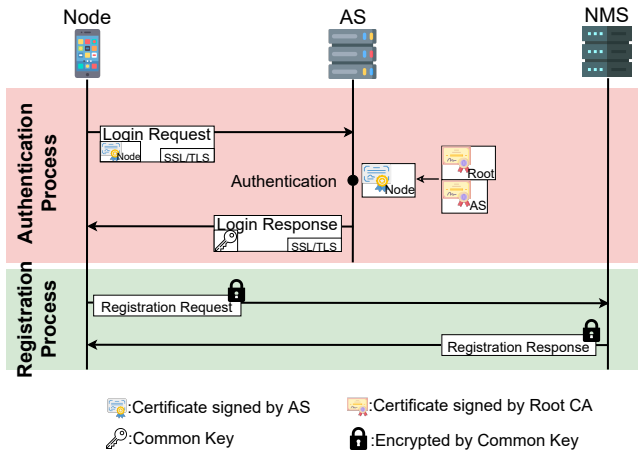 Node
AS
NMS
Authentication
Process
Login Request
Node
SSL/TLS
Authentication
Node
Root
AS
Login Response
SSL/TLS
Registration
Process
Registration Request
Registration Response
:Certificate signed by AS
:Certificate signed by Root CA
:Common Key
:Encrypted by Common Key